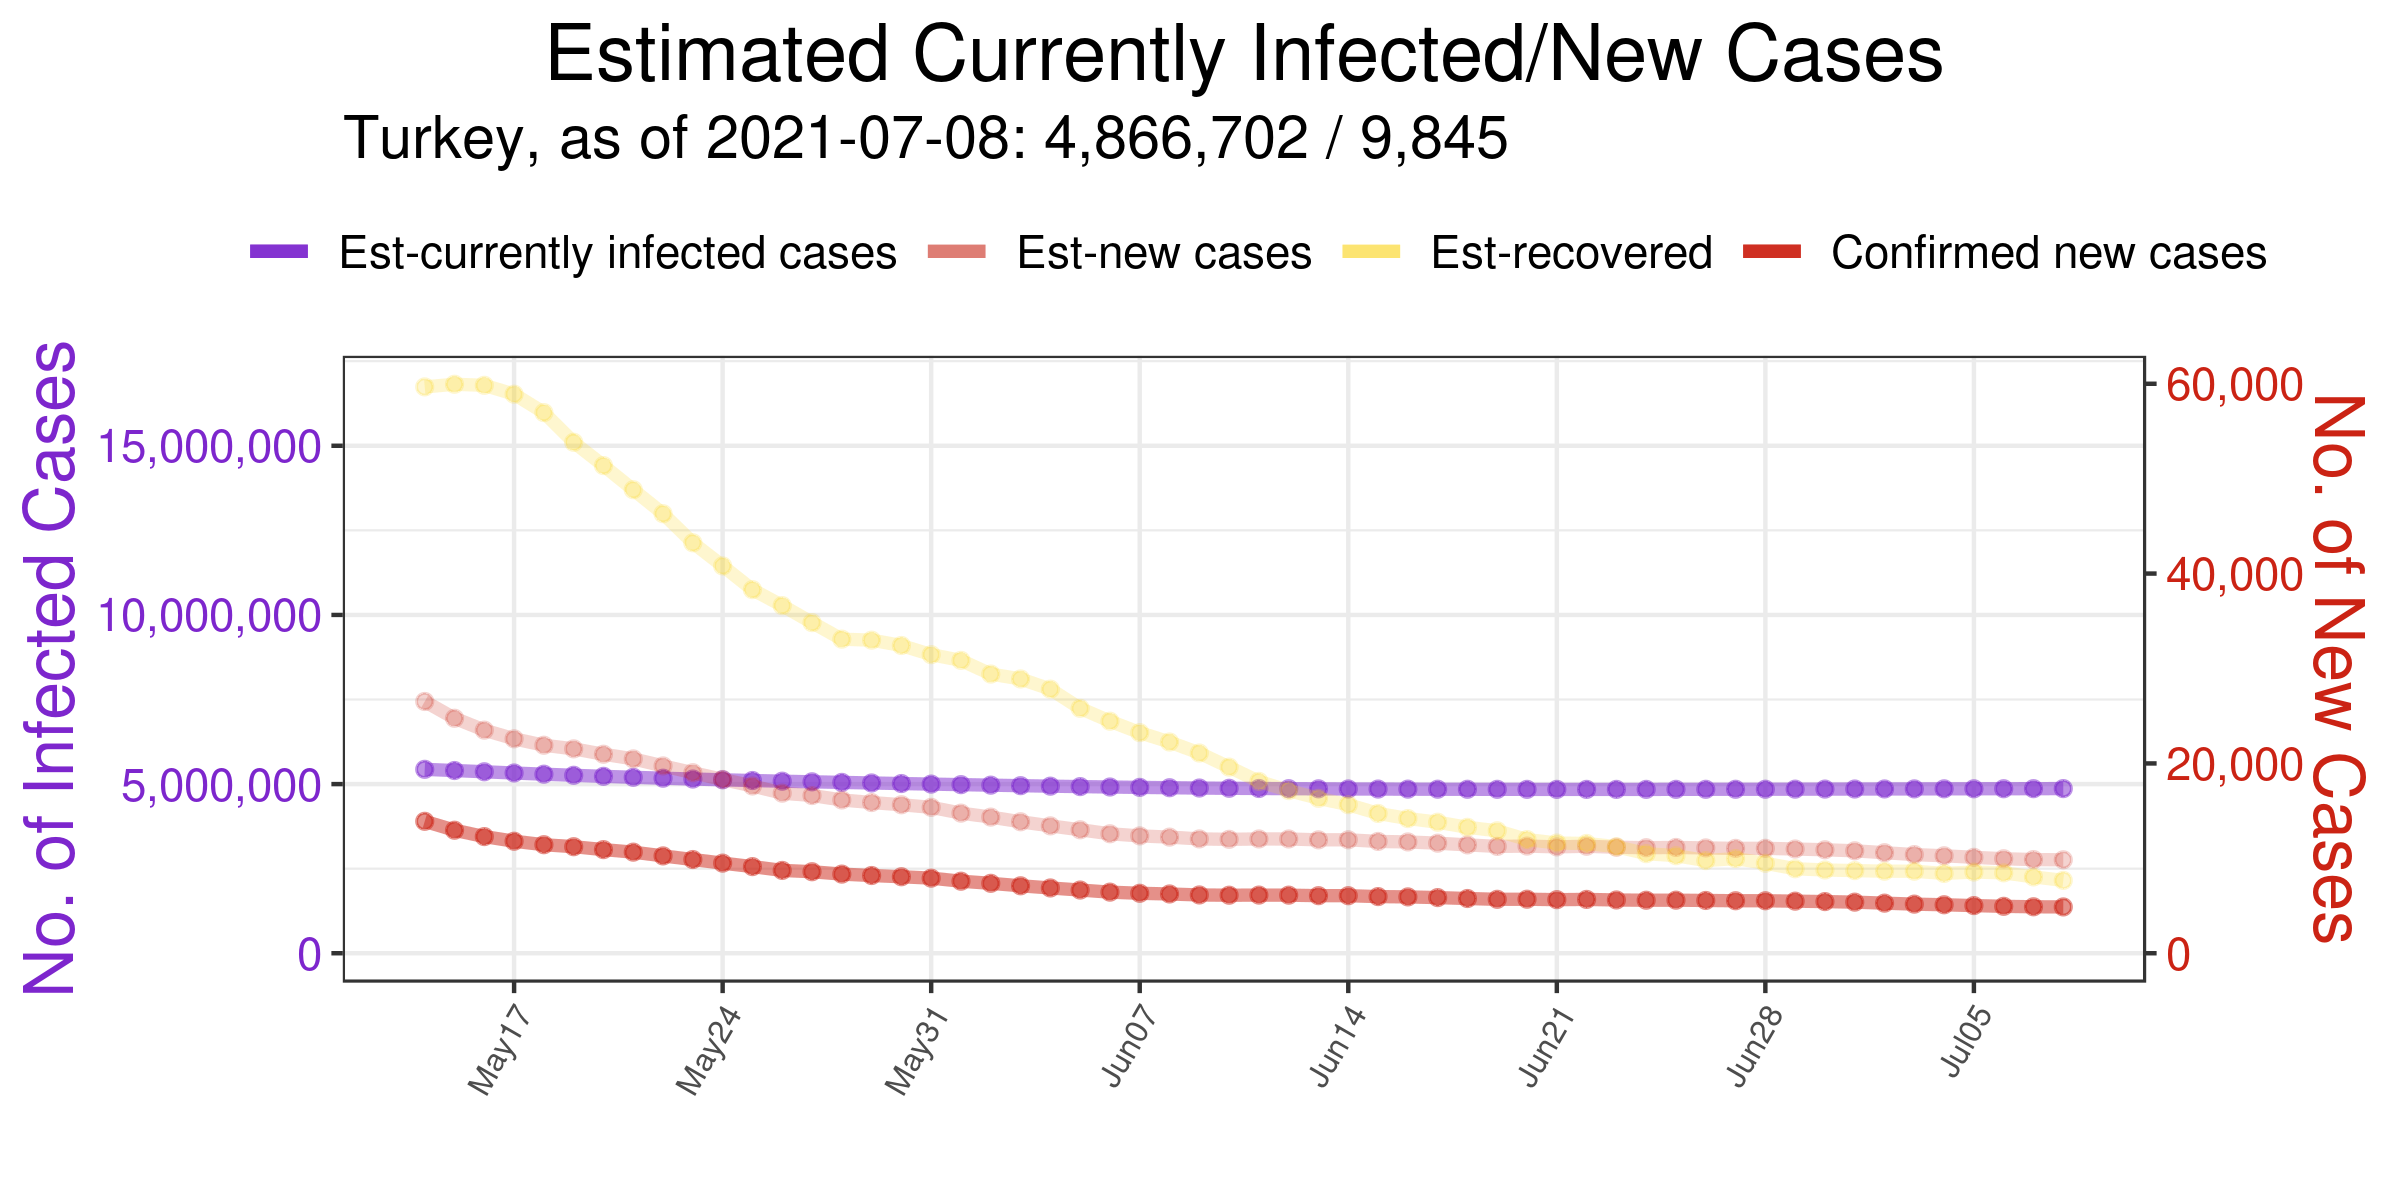 Estimated Currently Infected/New Cases
Turkey, as of 2021-07-08: 4,866,702 / 9,845
Est-currently infected cases Est-new cases Est-recovered Confirmed new cases
No. of Infected Cases
15,000,000
10,000,000
5,000,000
0
60,000
40,000
20,000
0
No. of New Cases
May17 May24 May31 Jun07 Jun14 Jun21 Jun28 Jul05